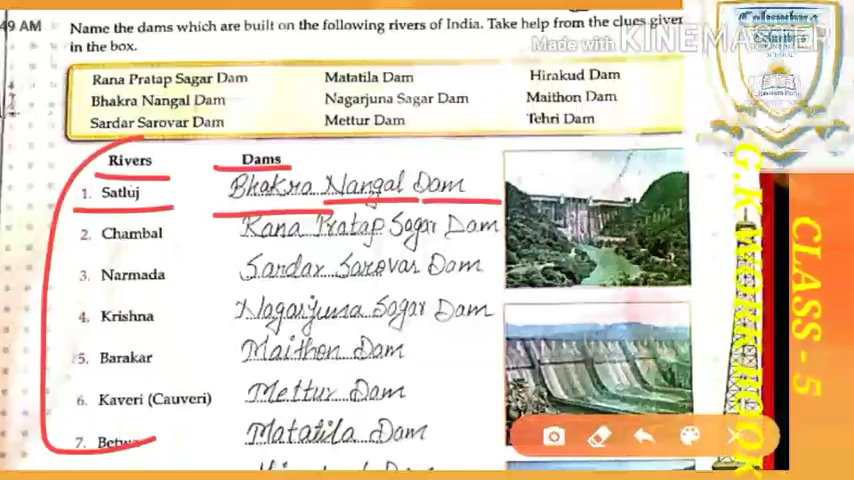 49 AM
Name the dams which are built on the following rivers of India. Take help from the clues given
in the box.
Made with KINEMASTER
Rana Pratap Sagar Dam Matatila Dam Hirakud Dam
Bhakra Nangal Dam Nagarjuna Sagar Dam Maithon Dam
Sardar Sarovar Dam Mettur Dam Tehri Dam
Rivers Dams
1. Satluj Bhakra Nangal Dam
2. Chambal Rana Pratap Sagar Dam
3. Narmada Sardar Sarovar Dam
4. Krishna Nagarjuna Sagar Dam
5. Barakar Maithon Dam
6. Kaveri (Cauveri) Mettur Dam
7. Betwa Matatila Dam
G.K WORKBOOK
CLASS - 5